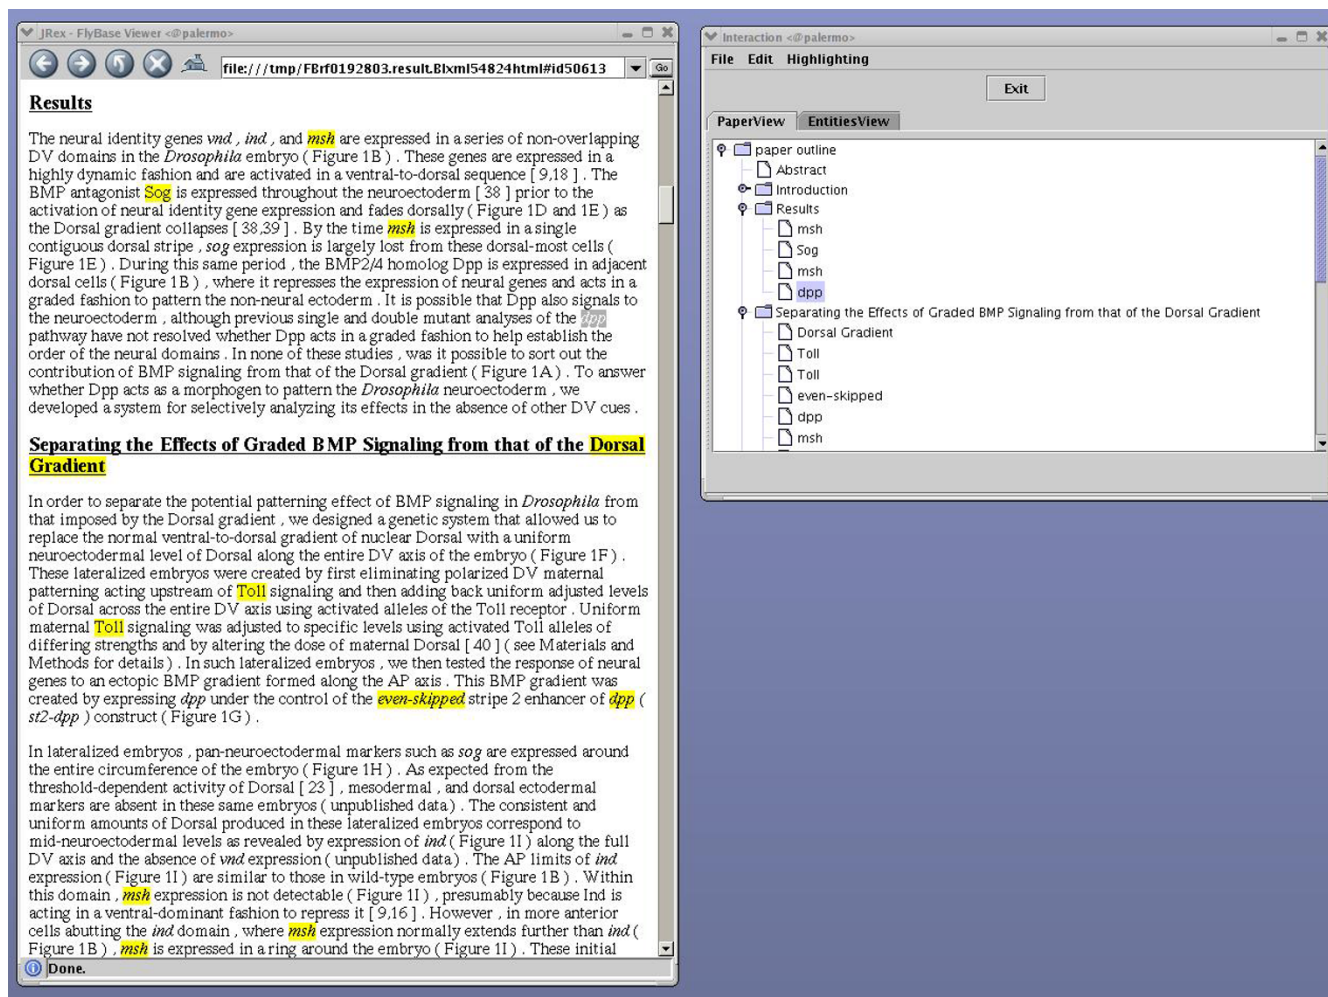 JRex - FlyBase Viewer <@palermo>
file:///tmp/FBrf0192803.result.Blxml54824html#id50613
Go
Results
The neural identity genes vnd , ind , and msh are expressed in a series of non-overlapping
DV domains in the Drosophila embryo ( Figure 1B ) . These genes are expressed in a
highly dynamic fashion and are activated in a ventral-to-dorsal sequence [ 9,18 ] . The
BMP antagonist Sog is expressed throughout the neuroectoderm [ 38 ] prior to the
activation of neural identity gene expression and fades dorsally ( Figure 1D and 1E ) as
the Dorsal gradient collapses [ 38,39 ] . By the time msh is expressed in a single
contiguous dorsal stripe , sog expression is largely lost from these dorsal-most cells (
Figure 1E ) . During this same period , the BMP2/4 homolog Dpp is expressed in adjacent
dorsal cells ( Figure 1B ) , where it represses the expression of neural genes and acts in a
graded fashion to pattern the non-neural ectoderm . It is possible that Dpp also signals to
the neuroectoderm , although previous single and double mutant analyses of the dpp
pathway have not resolved whether Dpp acts in a graded fashion to help establish the
order of the neural domains . In none of these studies , was it possible to sort out the
contribution of BMP signaling from that of the Dorsal gradient ( Figure 1A ) . To answer
whether Dpp acts as a morphogen to pattern the Drosophila neuroectoderm , we
developed a system for selectively analyzing its effects in the absence of other DV cues .
Separating the Effects of Graded BMP Signaling from that of the Dorsal
Gradient
In order to separate the potential patterning effect of BMP signaling in Drosophila from
that imposed by the Dorsal gradient , we designed a genetic system that allowed us to
replace the normal ventral-to-dorsal gradient of nuclear Dorsal with a uniform
neuroectodermal level of Dorsal along the entire DV axis of the embryo ( Figure 1F ) .
These lateralized embryos were created by first eliminating polarized DV maternal
patterning acting upstream of Toll signaling and then adding back uniform adjusted levels
of Dorsal across the entire DV axis using activated alleles of the Toll receptor . Uniform
maternal Toll signaling was adjusted to specific levels using activated Toll alleles of
differing strengths and by altering the dose of maternal Dorsal [ 40 ] ( see Materials and
Methods for details ) . In such lateralized embryos , we then tested the response of neural
genes to an ectopic BMP gradient formed along the AP axis . This BMP gradient was
created by expressing dpp under the control of the even-skipped stripe 2 enhancer of dpp (
st2-dpp ) construct ( Figure 1G ) .
In lateralized embryos , pan-neuroectodermal markers such as sog are expressed around
the entire circumference of the embryo ( Figure 1H ) . As expected from the
threshold-dependent activity of Dorsal [ 23 ] , mesodermal , and dorsal ectodermal
markers are absent in these same embryos ( unpublished data ) . The consistent and
uniform amounts of Dorsal produced in these lateralized embryos correspond to
mid-neuroectodermal levels as revealed by expression of ind ( Figure 1I ) along the full
DV axis and the absence of vnd expression ( unpublished data ) . The AP limits of ind
expression ( Figure 1I ) are similar to those in wild-type embryos ( Figure 1B ) . Within
this domain , msh expression is not detectable ( Figure 1I ) , presumably because Ind is
acting in a ventral-dominant fashion to repress it [ 9,16 ] . However , in more anterior
cells abutting the ind domain , where msh expression normally extends further than ind (
Figure 1B ) , msh is expressed in a ring around the embryo ( Figure 1I ) . These initial
Done.
Interaction <@palermo>
File Edit Highlighting
Exit
PaperView EntitiesView
paper outline
Abstract
Introduction
Results
msh
Sog
msh
dpp
Separating the Effects of Graded BMP Signaling from that of the Dorsal Gradient
Dorsal Gradient
Toll
Toll
even-skipped
dpp
msh